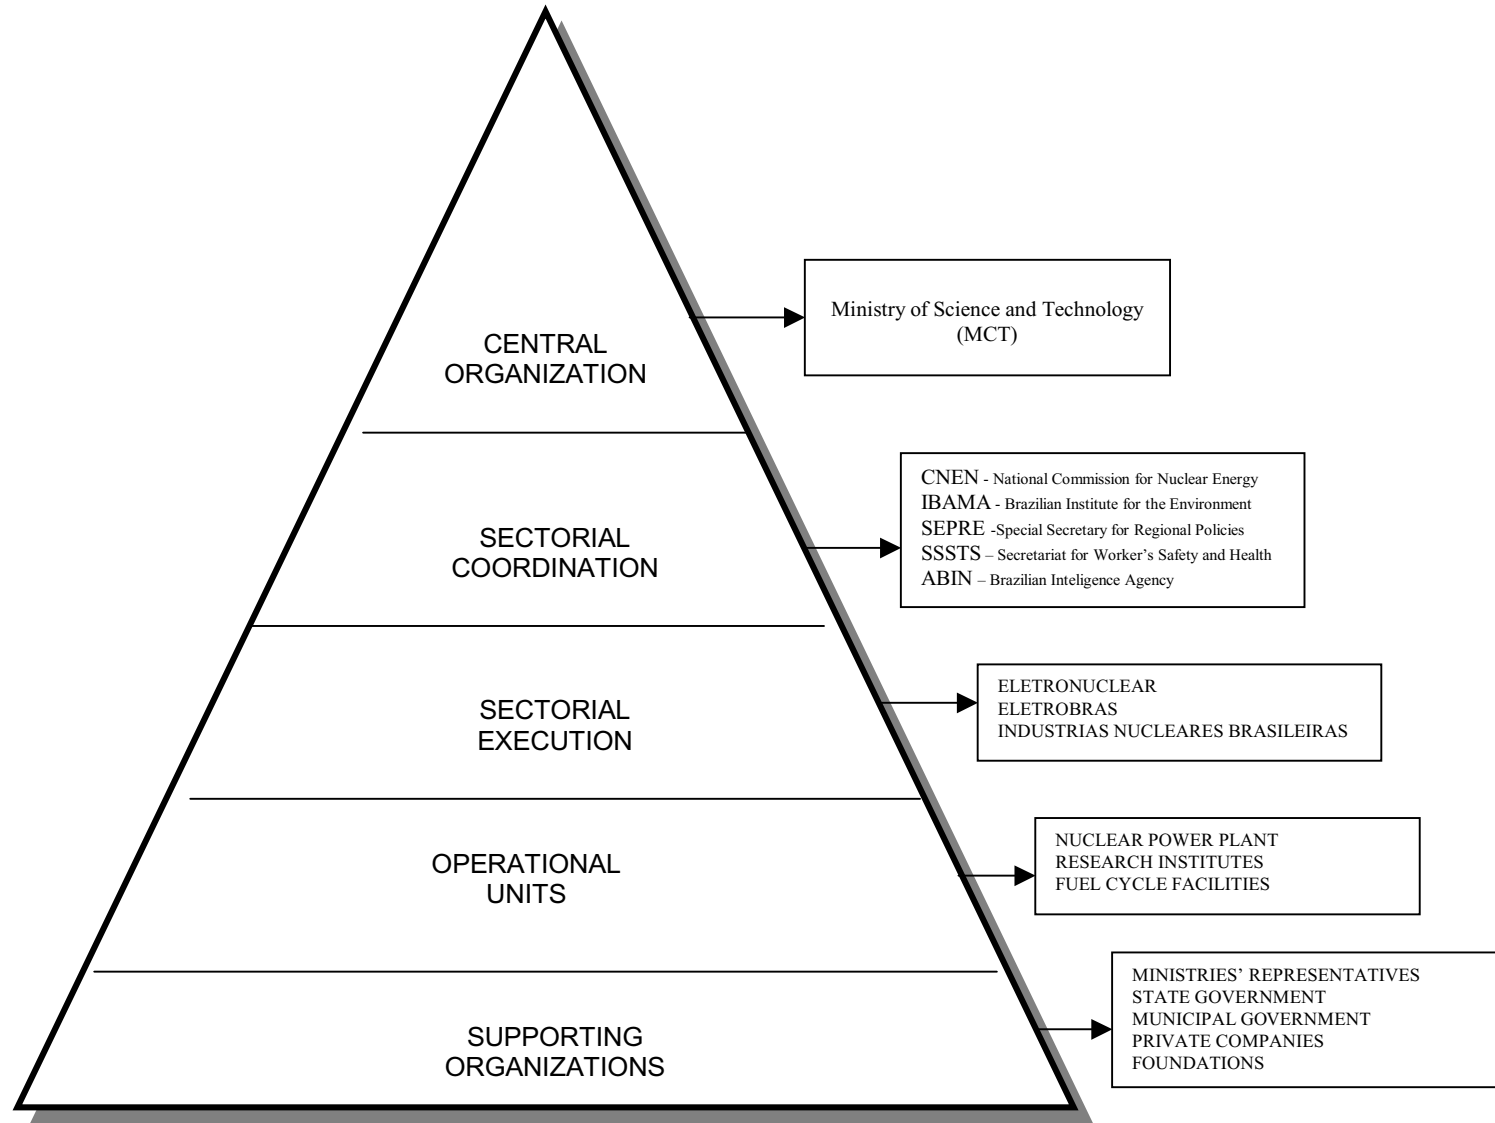 CENTRAL
ORGANIZATION
Ministry of Science and Technology
(MCT)
SECTORIAL
COORDINATION
CNEN - National Commission for Nuclear Energy
IBAMA - Brazilian Institute for the Environment
SEPRE -Special Secretary for Regional Policies
SSSTS – Secretariat for Worker’s Safety and Health
ABIN – Brazilian Inteligence Agency
SECTORIAL
EXECUTION
ELETRONUCLEAR
ELETROBRAS
INDUSTRIAS NUCLEARES BRASILEIRAS
OPERATIONAL
UNITS
NUCLEAR POWER PLANT
RESEARCH INSTITUTES
FUEL CYCLE FACILITIES
SUPPORTING
ORGANIZATIONS
MINISTRIES’ REPRESENTATIVES
STATE GOVERNMENT
MUNICIPAL GOVERNMENT
PRIVATE COMPANIES
FOUNDATIONS